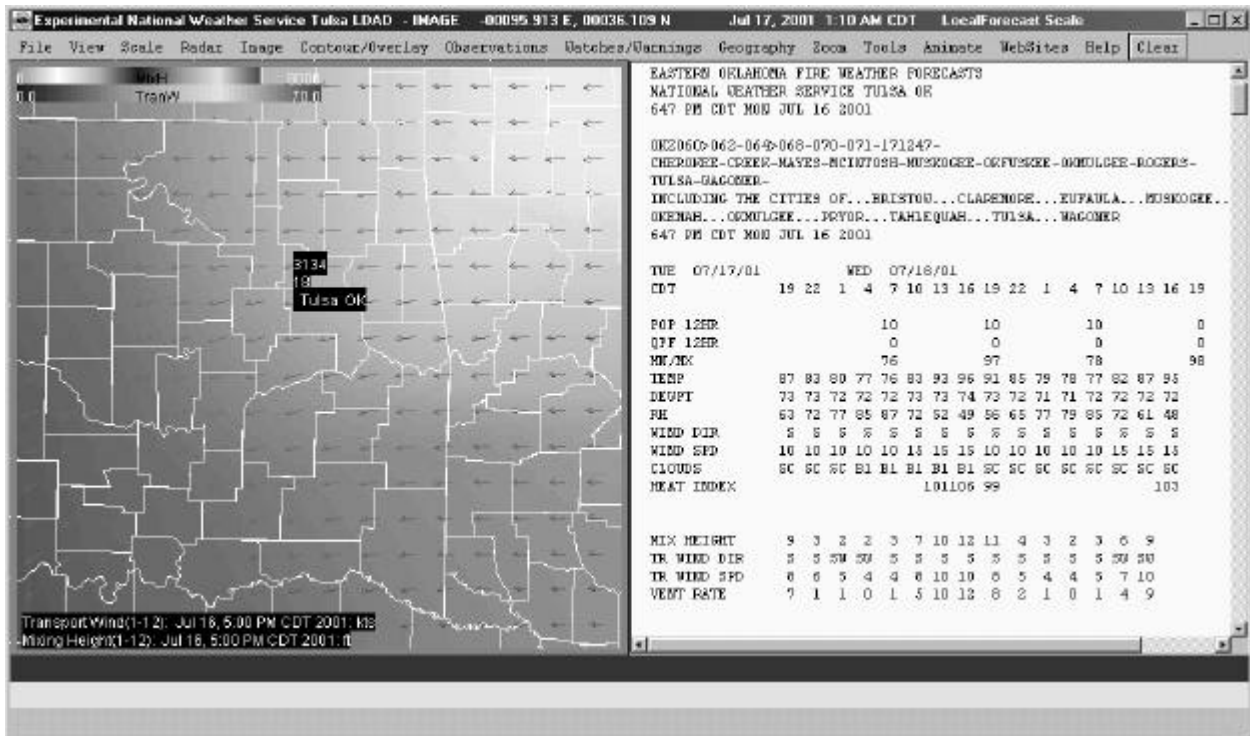 Experimental National Weather Service Tulsa LDAD - IMAGE -00095.913 E, 00036.109 N Jul 17, 2001 1:10 AM CDT LocalForecast Scale
File View Scale Radar Image Contour/Overlay Observations Watches/Warnings Geography Zoom Tools Animate WebSites Help Clear
MixH
0.0 TranW 70.0
3134
18
Tulsa OK
Transport Wind(1-12): Jul 16, 5:00 PM CDT 2001: kts
Mixing Height(1-12): Jul 16, 5:00 PM CDT 2001: ft
EASTERN OKLAHOMA FIRE WEATHER FORECASTS
NATIONAL WEATHER SERVICE TULSA OK
647 PM CDT MON JUL 16 2001
OKZ060>062-064>068-070-071-171247-
CHEROKEE-CREEK-MAYES-MCINTOSH-MUSKOGEE-OKFUSKEE-OKMULGEE-ROGERS-
TULSA-WAGONER-
INCLUDING THE CITIES OF...BRISTOW...CLAREMORE...EUFAULA...MUSKOGEE..
OKEMAH...OKMULGEE...PRYOR...TAHLEQUAH...TULSA...WAGONER
647 PM CDT MON JUL 16 2001
TUE 07/17/01 WED 07/18/01
CDT 19 22 1 4 7 10 13 16 19 22 1 4 7 10 13 16 19
POP 12HR 10 10 10 0
QPF 12HR 0 0 0 0
MN/MX 76 97 78 98
TEMP 87 83 80 77 76 83 93 96 91 85 79 78 77 82 87 95
DEWPT 73 73 72 72 72 73 73 74 73 72 71 71 72 72 72 72
RH 63 72 77 85 87 72 52 49 56 65 77 79 85 72 61 48
WIND DIR S S S S S S S S S S S S S S S S
WIND SPD 10 10 10 10 10 15 15 15 10 10 10 10 10 15 15 15
CLOUDS SC SC SC B1 B1 B1 B1 B1 SC SC SC SC SC SC SC SC
HEAT INDEX 101106 99 103
MIX HEIGHT 9 3 2 2 3 7 10 12 11 4 3 2 3 6 9
TR WIND DIR S S SW SW S S S S S S S S S SW SW
TR WIND SPD 8 6 5 4 4 8 10 10 8 5 4 4 5 7 10
VENT RATE 7 1 1 0 1 5 10 12 8 2 1 0 1 4 9